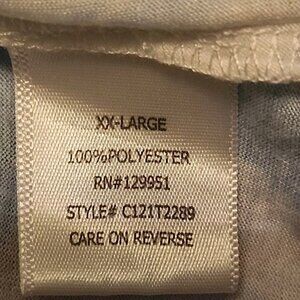 XX-LARGE
100%POLYESTER
RN#129951
STYLE# C121T2289
CARE ON REVERSE